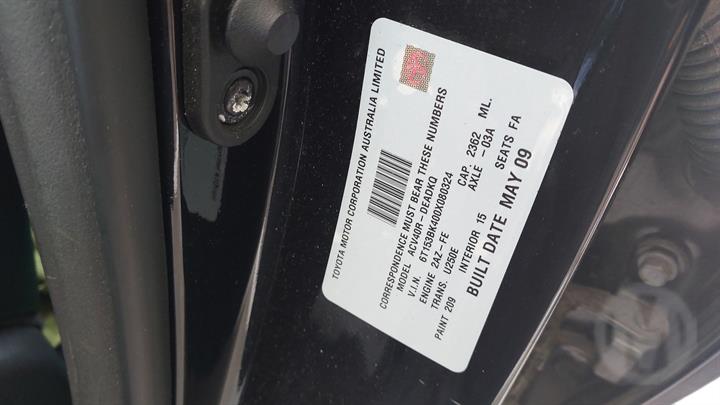 TOYOTA MOTOR CORPORATION AUSTRALIA LIMITED
CORRESPONDENCE MUST BEAR THESE NUMBERS
MODEL ACV40R-DEADKQ
V.I.N. 6T153BK400X080324
ENGINE 2AZ-FE CAP. 2362 ML.
TRANS. U250E AXLE -03A
PAINT 209 INTERIOR 15 SEATS FA
BUILT DATE MAY 09